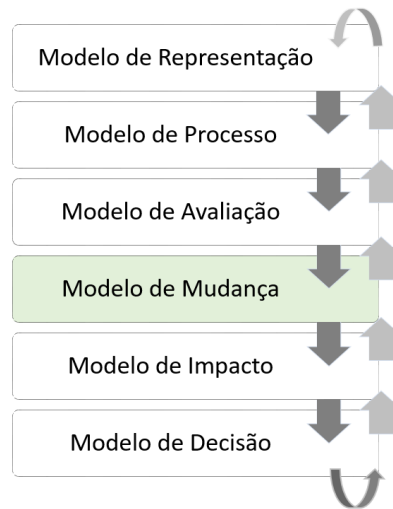 Modelo de Representação
Modelo de Processo
Modelo de Avaliação
Modelo de Mudança
Modelo de Impacto
Modelo de Decisão